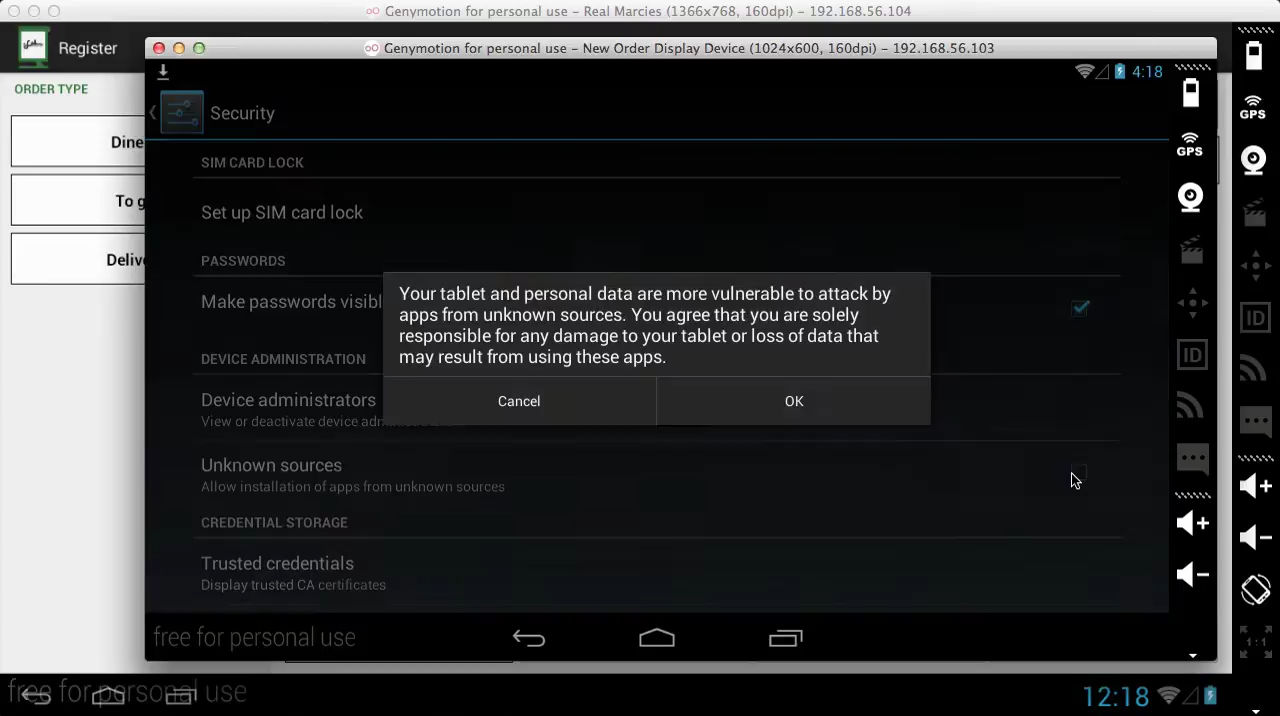 Genymotion for personal use – Real Marcies (1366x768, 160dpi) – 192.168.56.104
Register
Genymotion for personal use – New Order Display Device (1024x600, 160dpi) – 192.168.56.103
4:18
ORDER TYPE
Security
GPS
GPS
Dine
SIM CARD LOCK
To g
Set up SIM card lock
Deliv
PASSWORDS
Make passwords visibl
Your tablet and personal data are more vulnerable to attack by
apps from unknown sources. You agree that you are solely
responsible for any damage to your tablet or loss of data that
may result from using these apps.
Cancel
OK
ID
ID
DEVICE ADMINISTRATION
Device administrators
View or deactivate device
Unknown sources
Allow installation of apps from unknown sources
CREDENTIAL STORAGE
Trusted credentials
Display trusted CA certificates
free for personal use
1:1
free for personal use
12:18